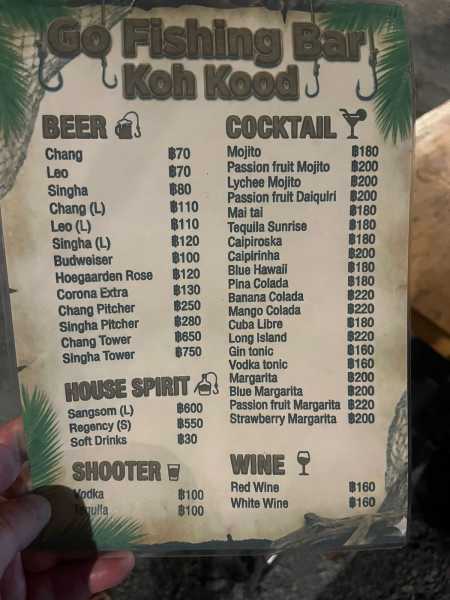 Go Fishing Bar
Koh Kood
BEER
Chang ฿70
Leo ฿70
Singha ฿80
Chang (L) ฿110
Leo (L) ฿110
Singha (L) ฿120
Budweiser ฿100
Hoegaarden Rose ฿120
Corona Extra ฿130
Chang Pitcher ฿250
Singha Pitcher ฿280
Chang Tower ฿650
Singha Tower ฿750
HOUSE SPIRIT
Sangsom (L) ฿600
Regency (S) ฿550
Soft Drinks ฿30
SHOOTER
Vodka ฿100
Tequila ฿100
COCKTAIL
Mojito ฿180
Passion fruit Mojito ฿200
Lychee Mojito ฿200
Passion fruit Daiquiri ฿200
Mai tai ฿180
Tequila Sunrise ฿180
Caipiroska ฿180
Caipirinha ฿200
Blue Hawaii ฿180
Pina Colada ฿180
Banana Colada ฿220
Mango Colada ฿220
Cuba Libre ฿180
Long Island ฿220
Gin tonic ฿160
Vodka tonic ฿160
Margarita ฿200
Blue Margarita ฿200
Passion fruit Margarita ฿220
Strawberry Margarita ฿200
WINE
Red Wine ฿160
White Wine ฿160